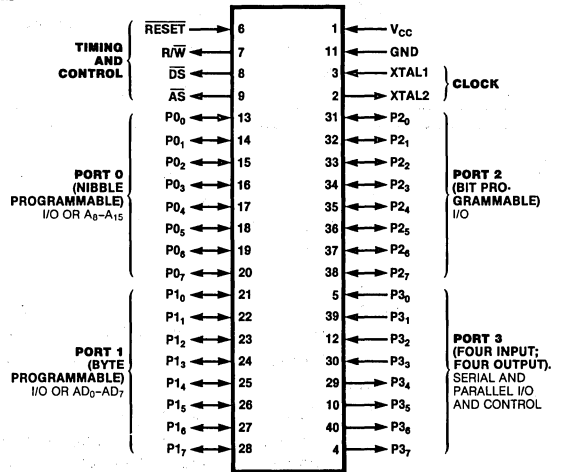 RESET 6 1 VCC
R/W 7 11 GND
DS 8 3 XTAL1
AS 9 2 XTAL2
TIMING
AND
CONTROL
CLOCK
P00 13 31 P20
P01 14 32 P21
P02 15 33 P22
P03 16 34 P23
P04 17 35 P24
P05 18 36 P25
P06 19 37 P26
P07 20 38 P27
PORT 0
(NIBBLE
PROGRAMMABLE)
I/O OR A8–A15
PORT 2
(BIT PRO-
GRAMMABLE)
I/O
P10 21 5 P30
P11 22 39 P31
P12 23 12 P32
P13 24 30 P33
P14 25 29 P34
P15 26 10 P35
P16 27 40 P36
P17 28 4 P37
PORT 1
(BYTE
PROGRAMMABLE)
I/O OR AD0–AD7
PORT 3
(FOUR INPUT;
FOUR OUTPUT).
SERIAL AND
PARALLEL I/O
AND CONTROL